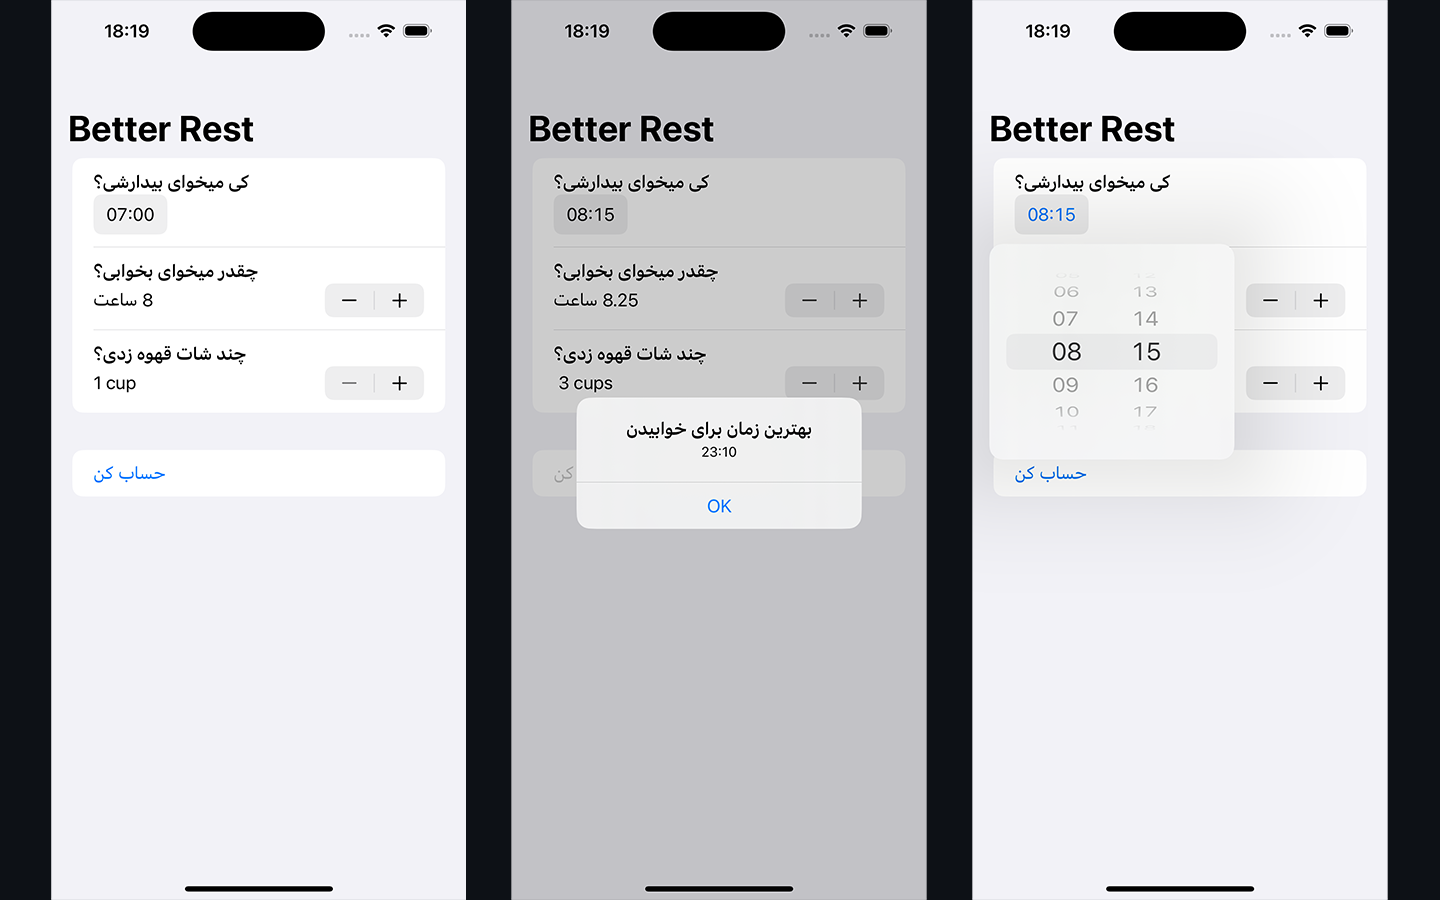 18:19
Better Rest
کی میخوای بیدارشی؟
07:00
چقدر میخوای بخوابی؟
8 ساعت
چند شات قهوه زدی؟
1 cup
حساب کن
18:19
Better Rest
کی میخوای بیدارشی؟
08:15
چقدر میخوای بخوابی؟
8.25 ساعت
چند شات قهوه زدی؟
3 cups
بهترین زمان برای خوابیدن
23:10
کن
OK
18:19
Better Rest
کی میخوای بیدارشی؟
08:15
06 13
07 14
08 15
09 16
10 17
حساب کن